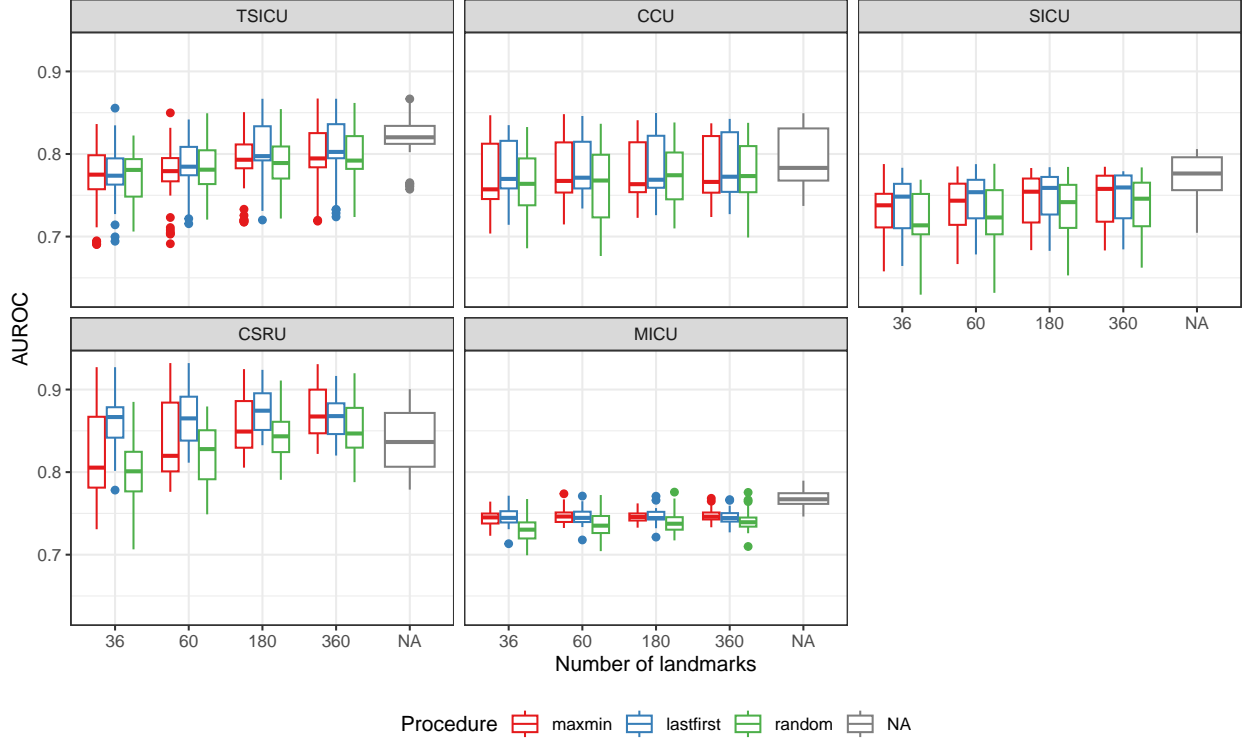 TSICU CCU SICU
0.9
0.8
0.7
36 60 180 360 NA
CSRU MICU
AUROC
0.9
0.8
0.7
36 60 180 360 NA 36 60 180 360 NA
Number of landmarks
Procedure maxmin lastfirst random NA